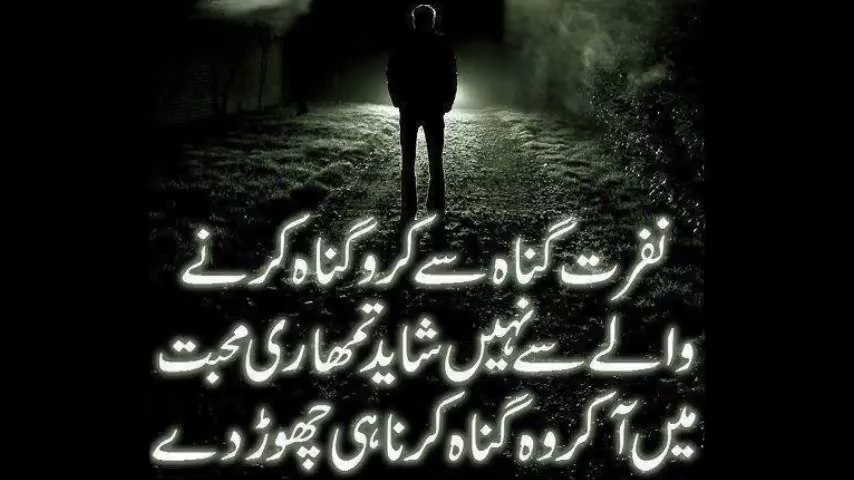 نفرت گناہ سے کرو گناہ کرنے
والے سے نہیں شاید تمھاری محبت
میں آ کر وہ گناہ کرنا ہی چھوڑ دے